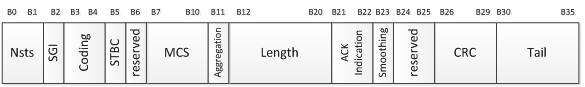 B0 B1 B2 B3 B4 B5 B6 B7 B10 B11 B12 B20 B21 B22 B23 B24 B25 B26 B29 B30 B35
Nsts SGI Coding STBC reserved MCS Aggregation Length ACK Indication Smoothing reserved CRC Tail